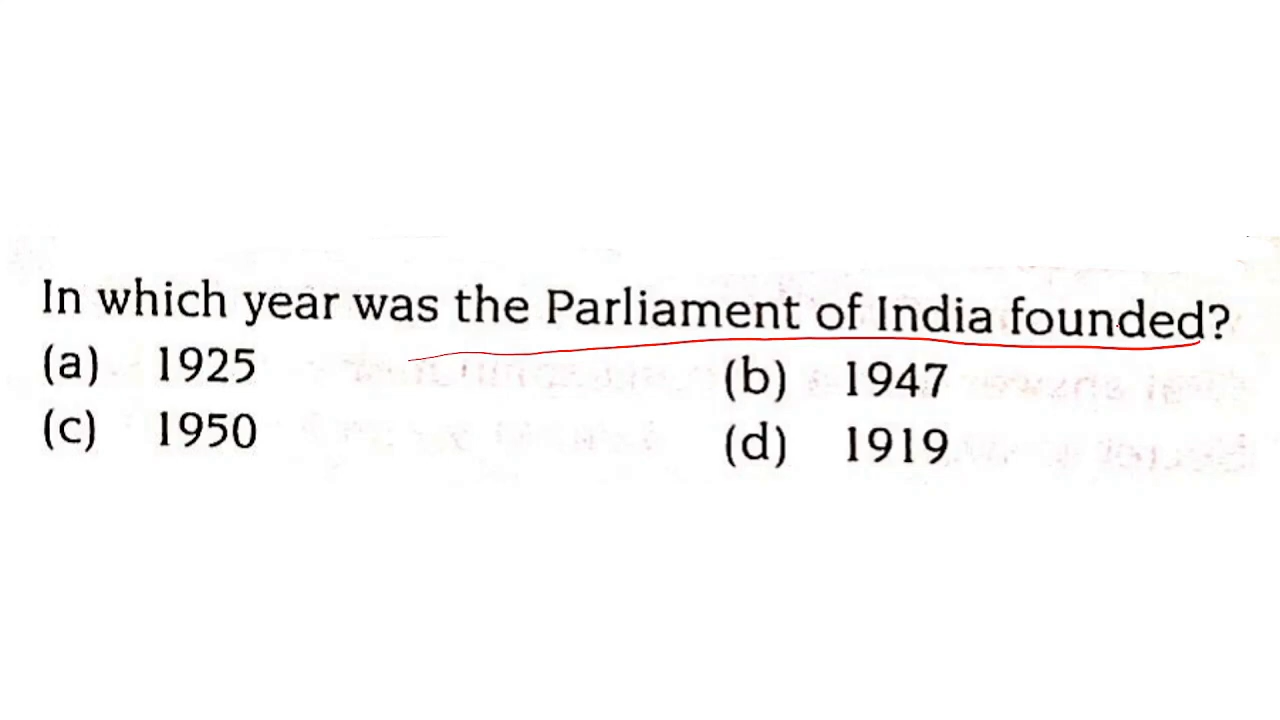 In which year was the Parliament of India founded?
(a) 1925 (b) 1947
(c) 1950 (d) 1919